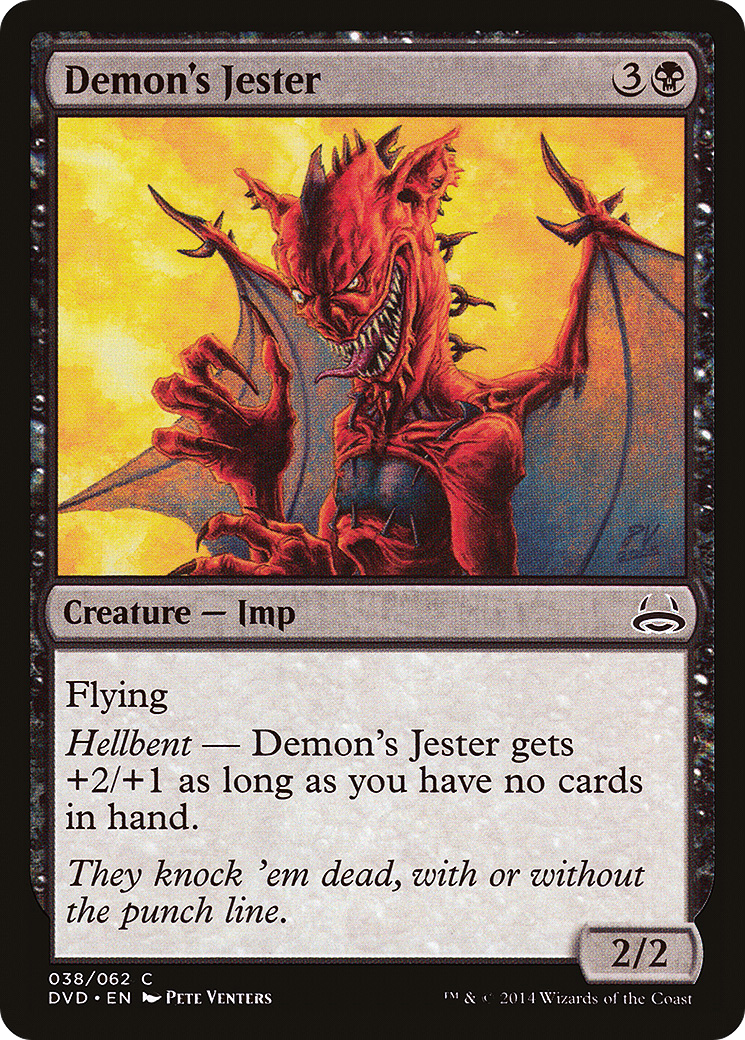 Demon's Jester 3
Creature — Imp
Flying
Hellbent — Demon's Jester gets
+2/+1 as long as you have no cards
in hand.
They knock 'em dead, with or without
the punch line.
2/2
038/062 C
DVD • EN Pete Venters
™ & © 2014 Wizards of the Coast